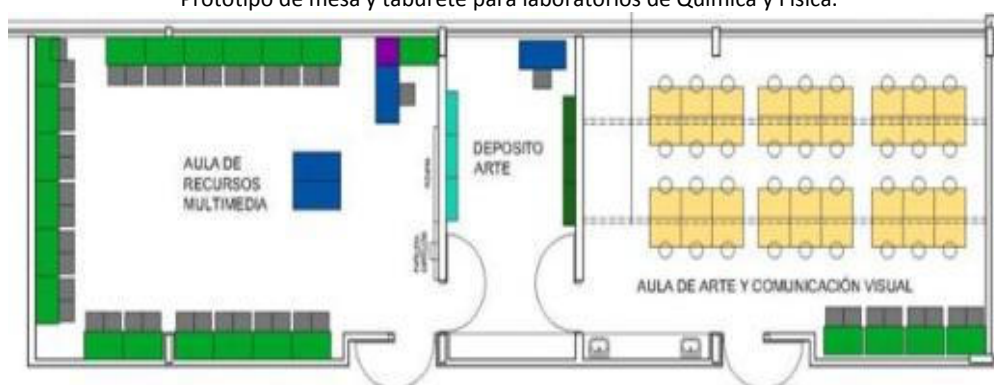 Prototipo de mesa y taburete para laboratorios de Química y Física.
AULA DE
RECURSOS
MULTIMEDIA
DEPOSITO
ARTE
AULA DE ARTE Y COMUNICACIÓN VISUAL